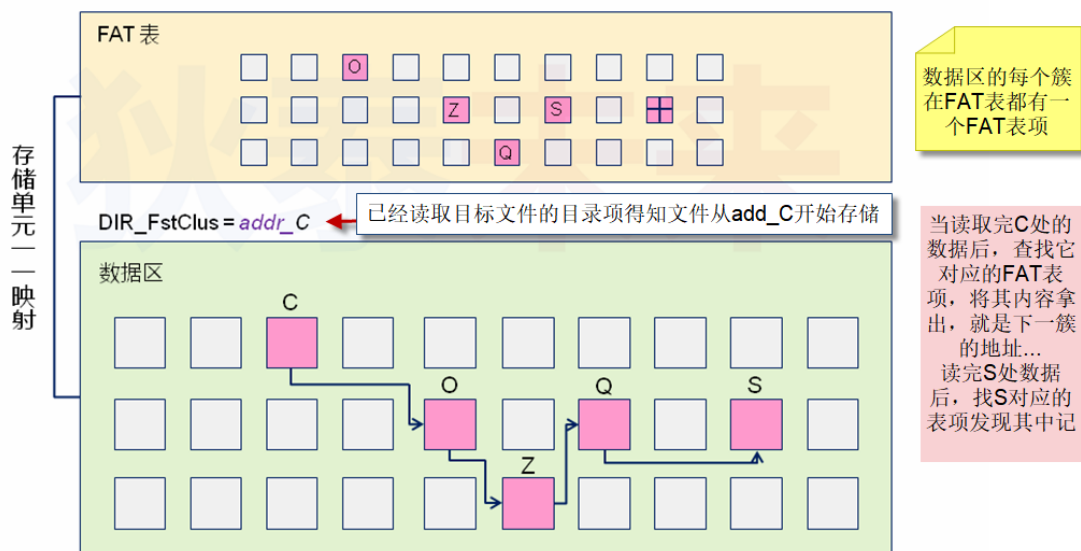 FAT 表
O
Z
S
Q
数据区的每个簇
在FAT表都有一
个FAT表项
存储单元一一映射
DIR_FstClus = addr_C
已经读取目标文件的目录项得知文件从add_C开始存储
数据区
C
O
Q
S
Z
当读取完C处的
数据后，查找它
对应的FAT表
项，将其内容拿
出，就是下一簇
的地址...
读完S处数据
后，找S对应的
表项发现其中记
狄泰未来